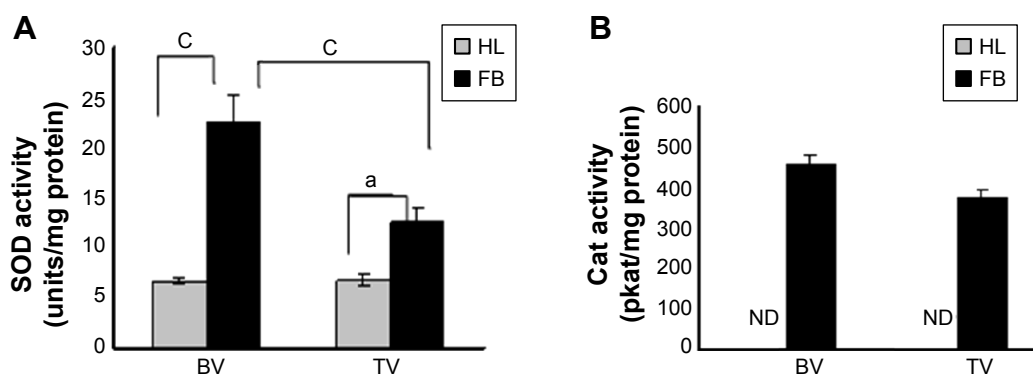 A
SOD activity
(units/mg protein)
30
25
20
15
10
5
0
C
C
a
HL
FB
BV
TV
B
Cat activity
(pkat/mg protein)
600
500
400
300
200
100
0
HL
FB
ND
ND
BV
TV